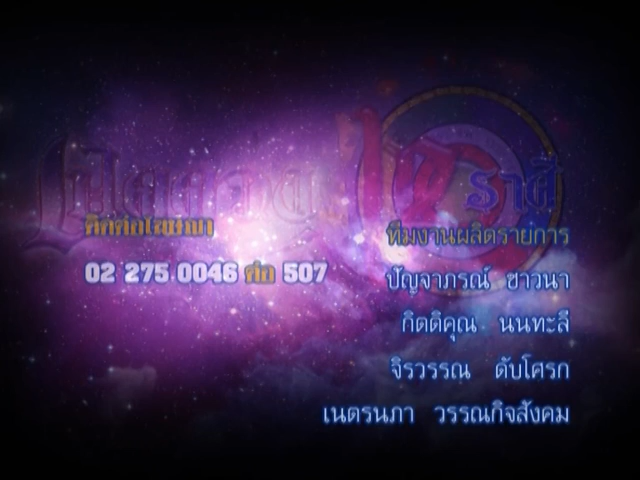 ราศี
ติดต่อโฆษณา
02 275 0046 ต่อ 507
ทีมงานผลิตรายการ
ปัญจาภรณ์ ชาวนา
กิตติคุณ นนทะลี
จิรวรรณ ดับโศรก
เนตรนภา วรรณกิจสังคม